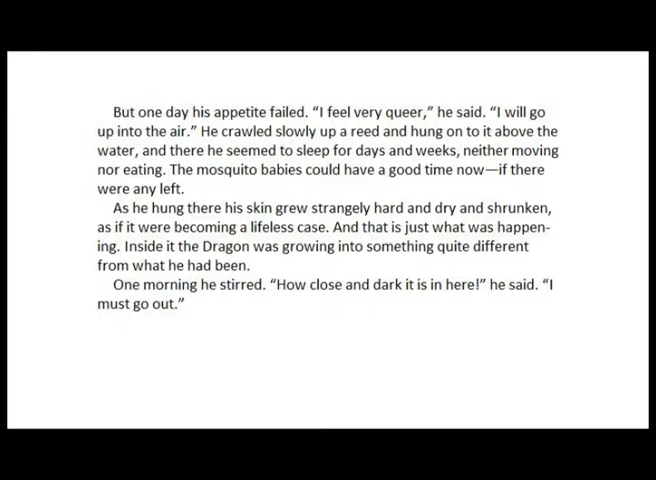 But one day his appetite failed. “I feel very queer,” he said. “I will go
up into the air.” He crawled slowly up a reed and hung on to it above the
water, and there he seemed to sleep for days and weeks, neither moving
nor eating. The mosquito babies could have a good time now—if there
were any left.
As he hung there his skin grew strangely hard and dry and shrunken,
as if it were becoming a lifeless case. And that is just what was happen-
ing. Inside it the Dragon was growing into something quite different
from what he had been.
One morning he stirred. “How close and dark it is in here!” he said. “I
must go out.”